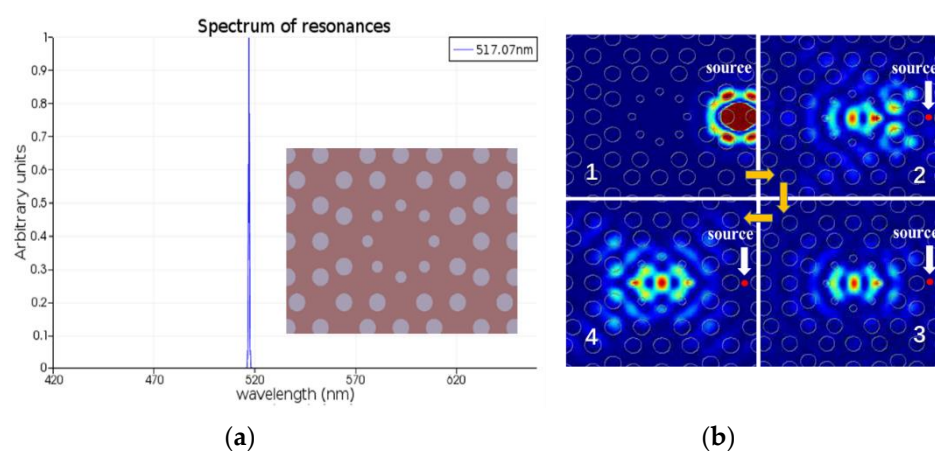 Spectrum of resonances
517.07nm
1
0.9
0.8
0.7
0.6
0.5
0.4
0.3
0.2
0.1
0
Arbitrary units
420
470
520
570
620
wavelength (nm)
(a)
(b)
source
1
source
2
source
4
source
3